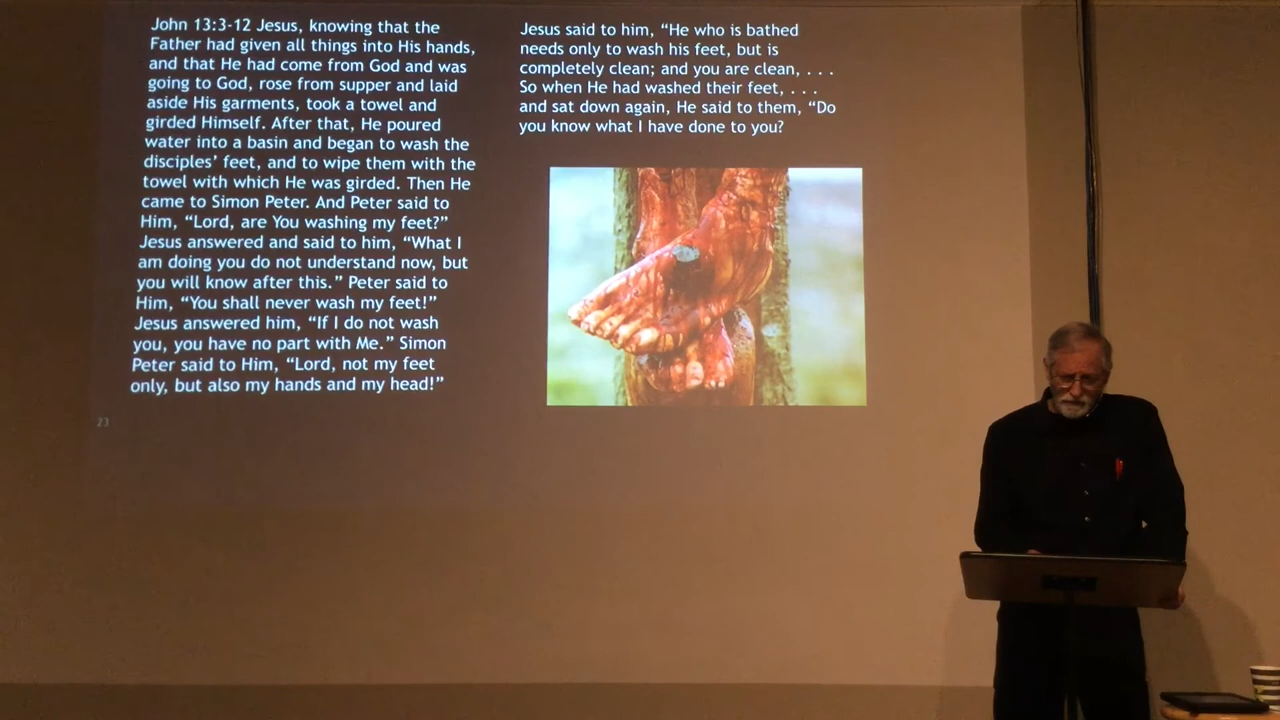 John 13:3-12 Jesus, knowing that the
Father had given all things into His hands,
and that He had come from God and was
going to God, rose from supper and laid
aside His garments, took a towel and
girded Himself. After that, He poured
water into a basin and began to wash the
disciples’ feet, and to wipe them with the
towel with which He was girded. Then He
came to Simon Peter. And Peter said to
Him, “Lord, are You washing my feet?”
Jesus answered and said to him, “What I
am doing you do not understand now, but
you will know after this.” Peter said to
Him, “You shall never wash my feet!”
Jesus answered him, “If I do not wash
you, you have no part with Me.” Simon
Peter said to Him, “Lord, not my feet
only, but also my hands and my head!”
23
Jesus said to him, “He who is bathed
needs only to wash his feet, but is
completely clean; and you are clean, . . .
So when He had washed their feet, . . .
and sat down again, He said to them, “Do
you know what I have done to you?